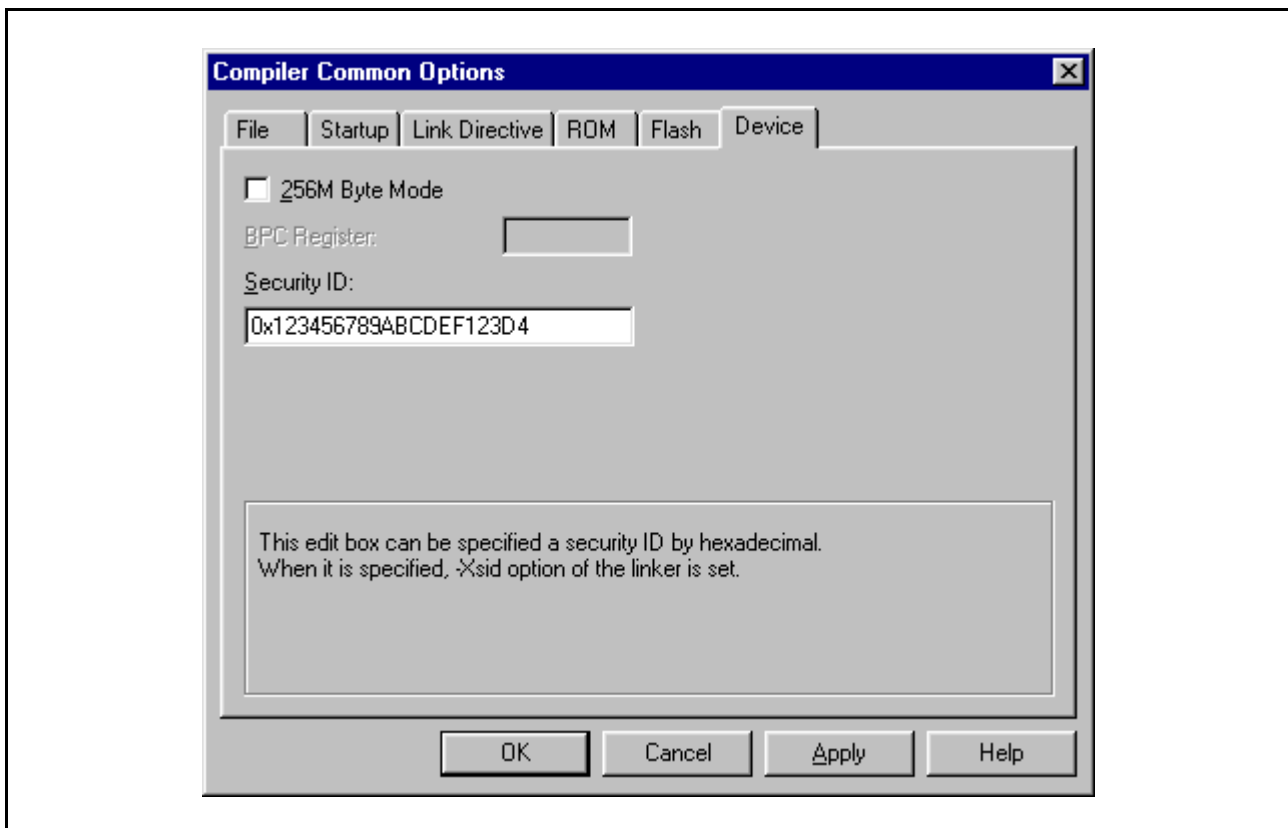 Compiler Common Options
File Startup Link Directive ROM Flash Device
256M Byte Mode
BPC Register:
Security ID:
0x123456789ABCDEF123D4
This edit box can be specified a security ID by hexadecimal.
When it is specified, -Xsid option of the linker is set.
OK Cancel Apply Help